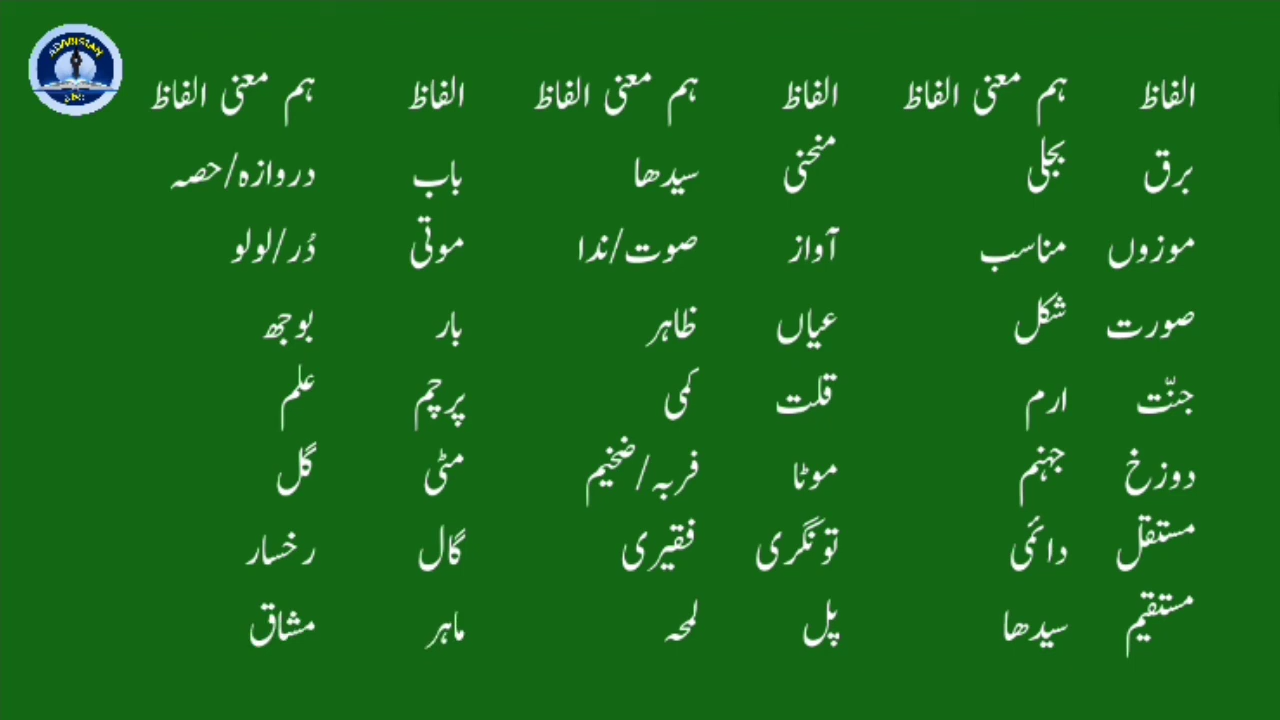 الفاظ ہم معنی الفاظ الفاظ ہم معنی الفاظ الفاظ ہم معنی الفاظ
برق بجلی منحنی سیدھا باب دروازہ/حصہ
موزوں مناسب آواز صوت/ندا موتی دُر/لولو
صورت شکل عیاں ظاہر بار بوجھ
جنّت ارم قلت کمی پرچم علم
دوزخ جہنم موٹا فربہ/ضخیم مٹی گل
مستقل دائمی تونگری فقیری گال رخسار
مستقیم سیدھا پل لمحہ ماہر مشاق
ADABISTAN